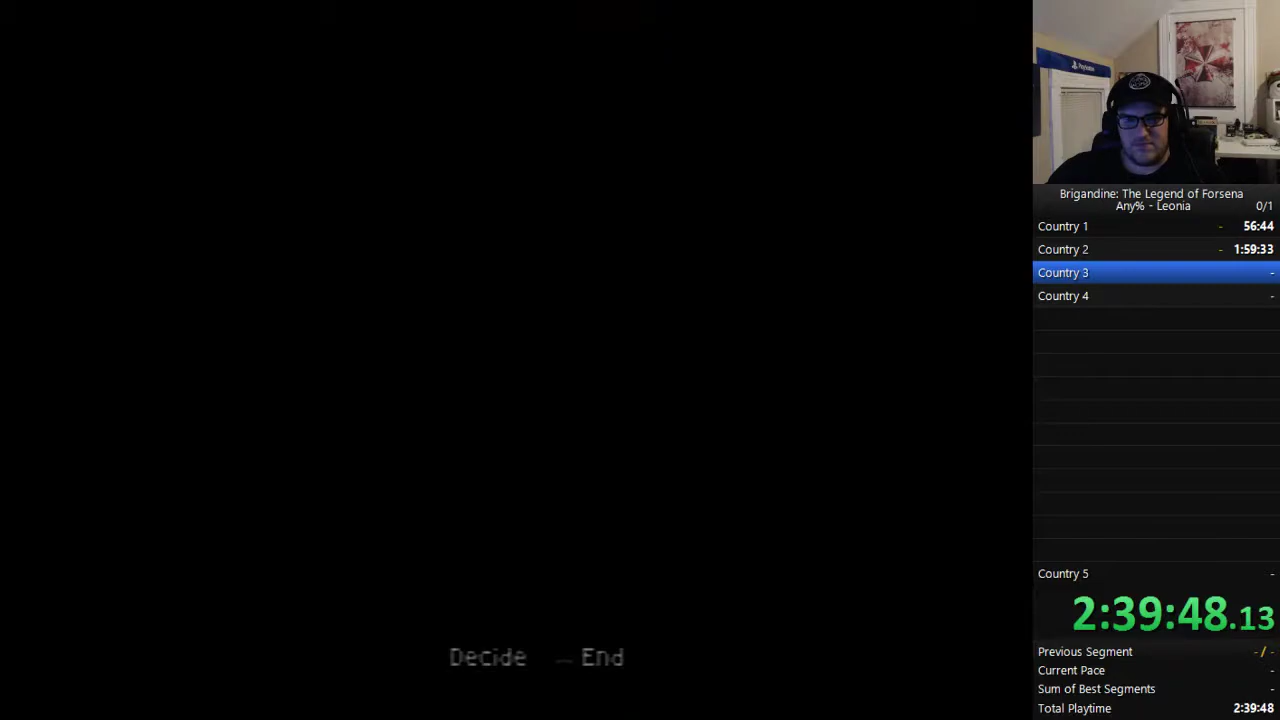 PlayStation
Brigandine: The Legend of Forsena
Any% - Leonia 0/1
Country 1 - 56:44
Country 2 - 1:59:33
Country 3 -
Country 4 -
Country 5 -
2:39:48.13
Previous Segment - / -
Current Pace -
Sum of Best Segments -
Total Playtime 2:39:48
Decide End